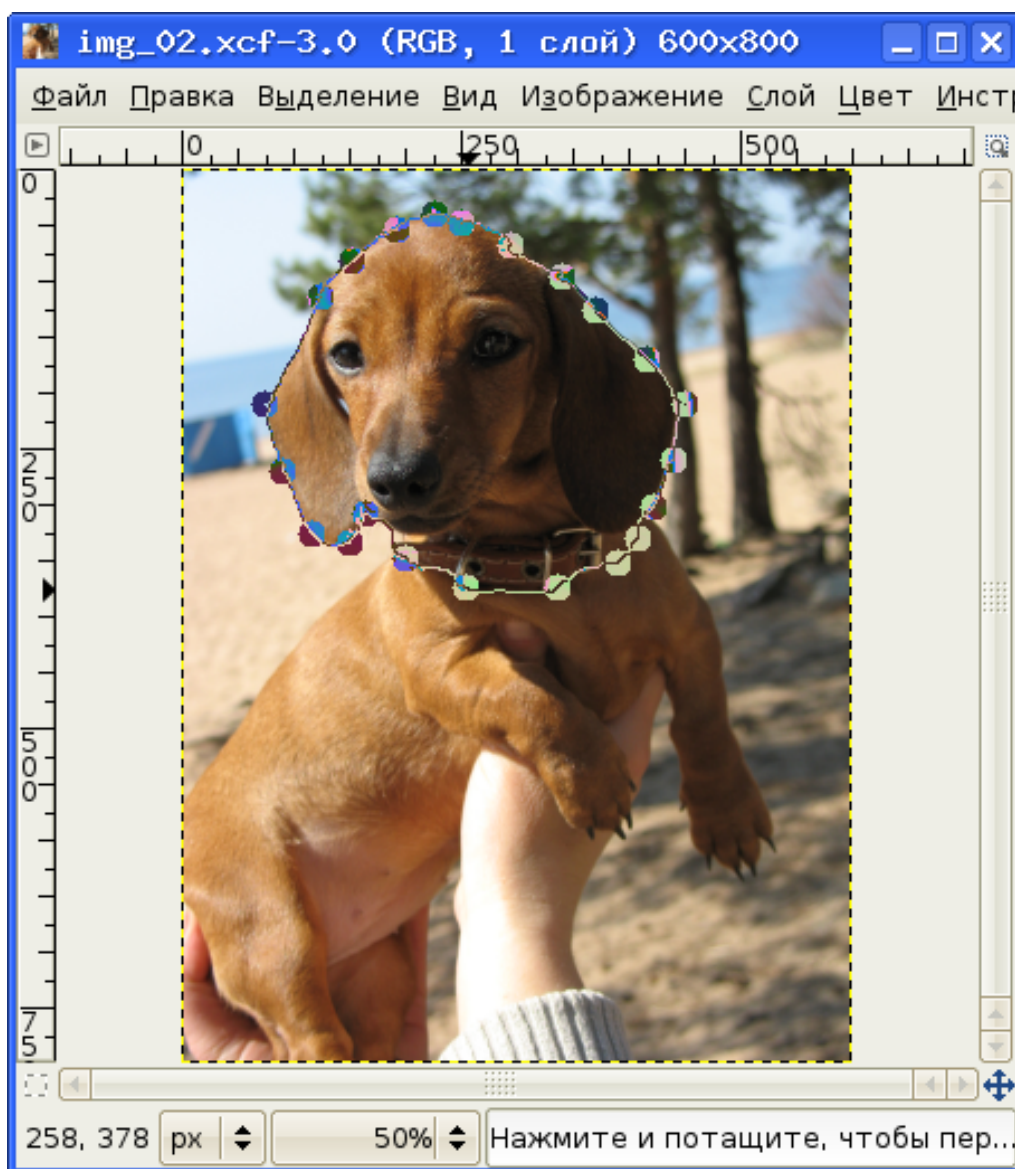 img_02.xcf-3.0 (RGB, 1 слой) 600x800
Файл Правка Выделение Вид Изображение Слой Цвет Инстр
0 250 500
0
250
500
75
258, 378 px 50% Нажмите и потащите, чтобы пер...